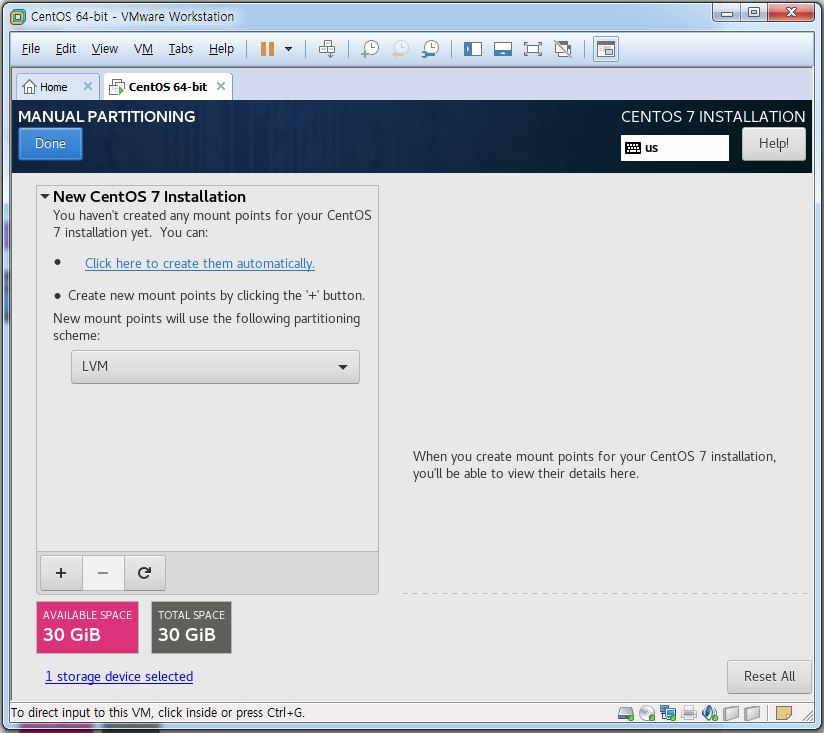 CentOS 64-bit - VMware Workstation
File Edit View VM Tabs Help
Home
CentOS 64-bit
MANUAL PARTITIONING
CENTOS 7 INSTALLATION
Done
us
Help!
New CentOS 7 Installation
You haven't created any mount points for your CentOS
7 installation yet. You can:
• Click here to create them automatically.
• Create new mount points by clicking the '+' button.
New mount points will use the following partitioning
scheme:
LVM
When you create mount points for your CentOS 7 installation,
you'll be able to view their details here.
+ −
AVAILABLE SPACE
30 GiB
TOTAL SPACE
30 GiB
1 storage device selected
Reset All
To direct input to this VM, click inside or press Ctrl+G.